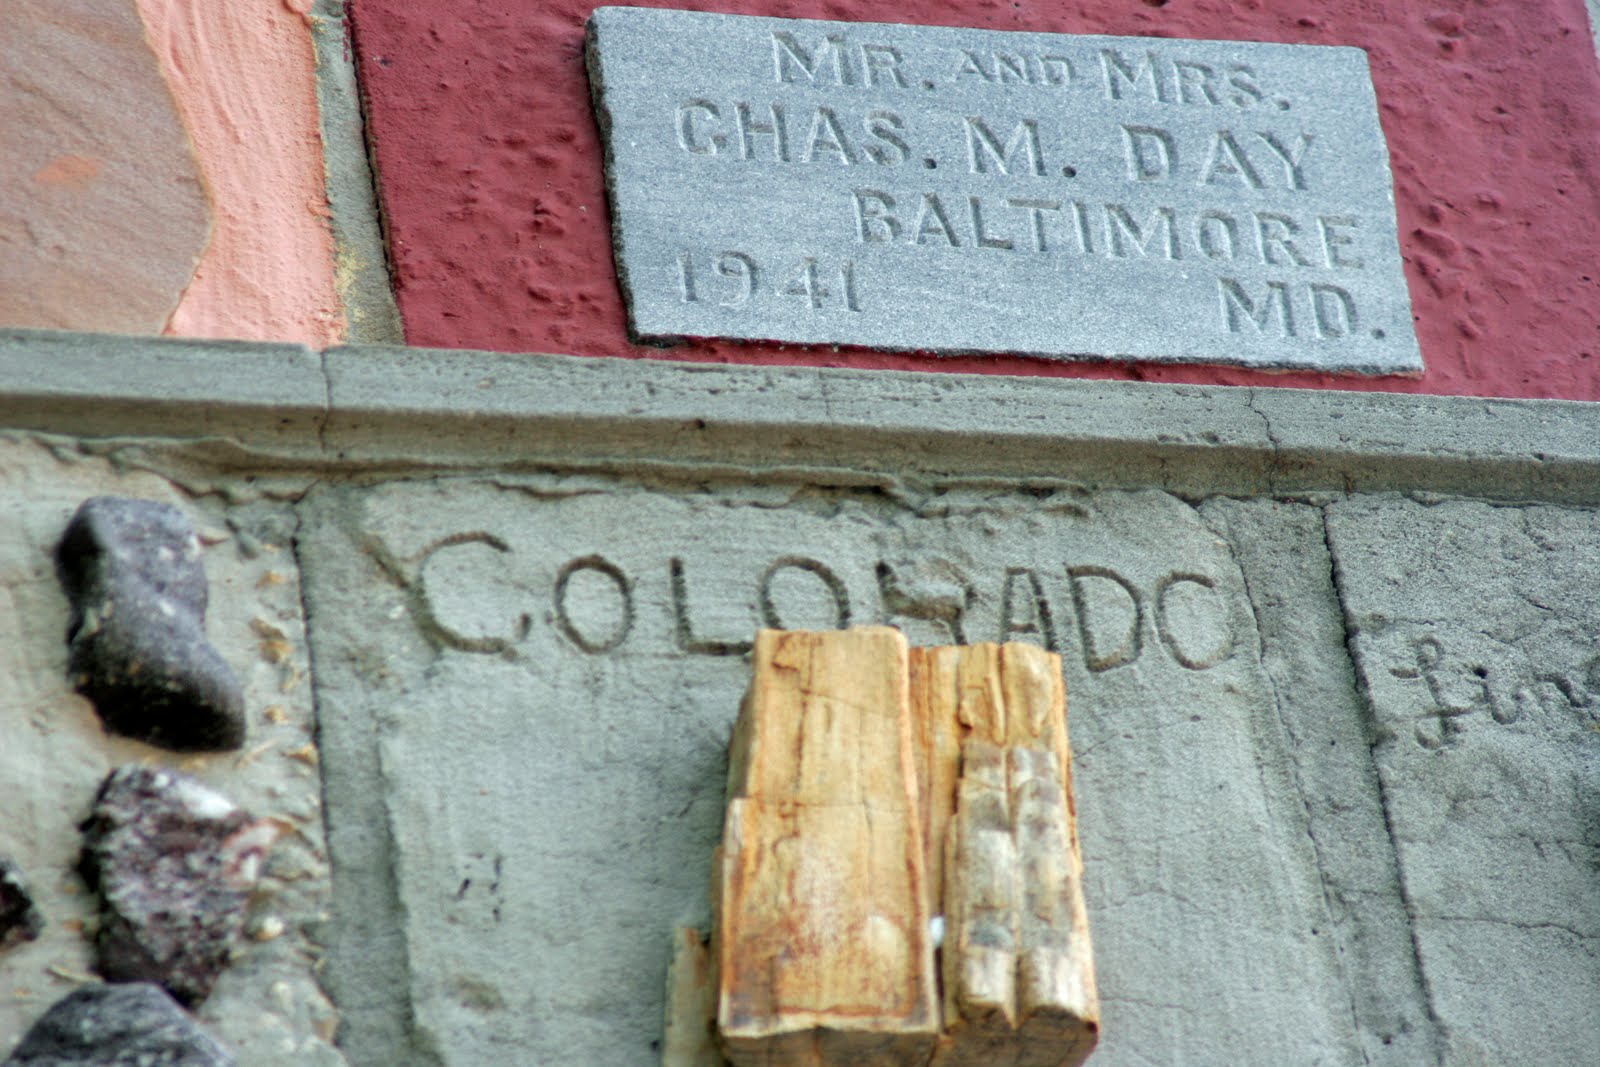 MR. AND MRS.
CHAS. M. DAY
BALTIMORE
1941 MD.
COLORADO